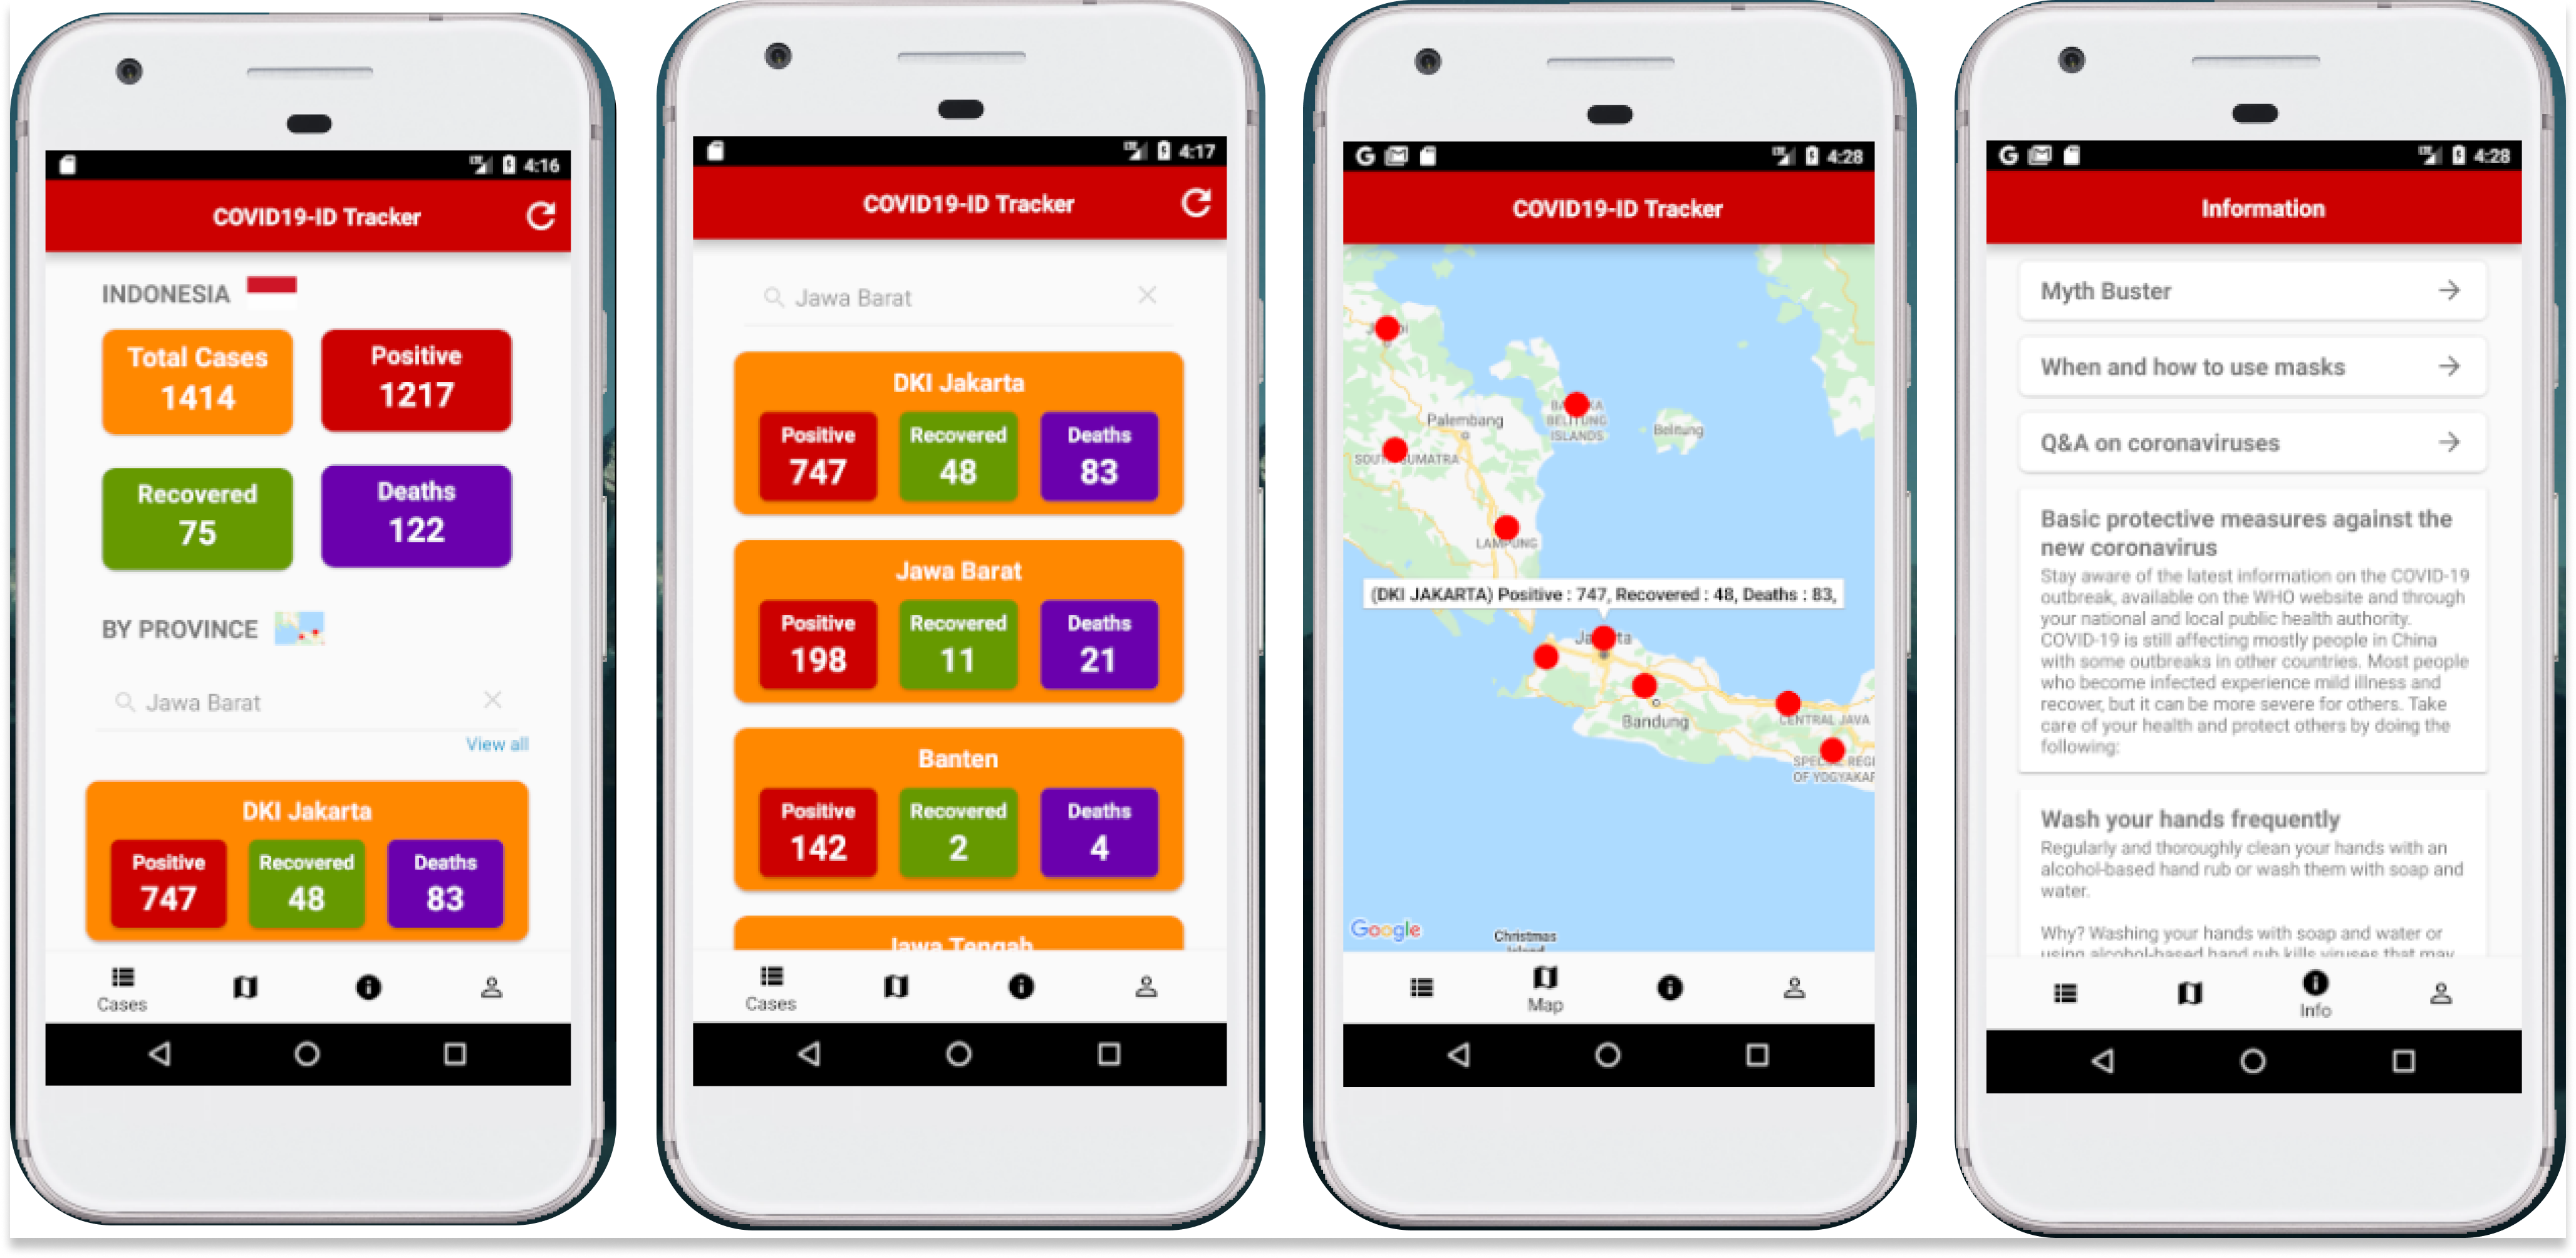 4:16
COVID19-ID Tracker
INDONESIA
Total Cases
1414
Positive
1217
Recovered
75
Deaths
122
BY PROVINCE
Jawa Barat
View all
DKI Jakarta
Positive
747
Recovered
48
Deaths
83
Cases
4:17
COVID19-ID Tracker
Jawa Barat
DKI Jakarta
Positive
747
Recovered
48
Deaths
83
Jawa Barat
Positive
198
Recovered
11
Deaths
21
Banten
Positive
142
Recovered
2
Deaths
4
Jawa Tengah
Cases
G
4:28
COVID19-ID Tracker
Palembang
BELITUNG
ISLANDS
Belitung
LAMPUNG
(DKI JAKARTA) Positive : 747, Recovered : 48, Deaths : 83,
Bandung
CENTRAL JAVA
OF YOGYAKAR
Google
Christmas
Island
Map
G
4:28
Information
Myth Buster
When and how to use masks
Q&A on coronaviruses
Basic protective measures against the
new coronavirus
Stay aware of the latest information on the COVID-19
outbreak, available on the WHO website and through
your national and local public health authority.
COVID-19 is still affecting mostly people in China
with some outbreaks in other countries. Most people
who become infected experience mild illness and
recover, but it can be more severe for others. Take
care of your health and protect others by doing the
following:
Wash your hands frequently
Regularly and thoroughly clean your hands with an
alcohol-based hand rub or wash them with soap and
water.
Why? Washing your hands with soap and water or
using alcohol-based hand rub kills viruses that may
Info